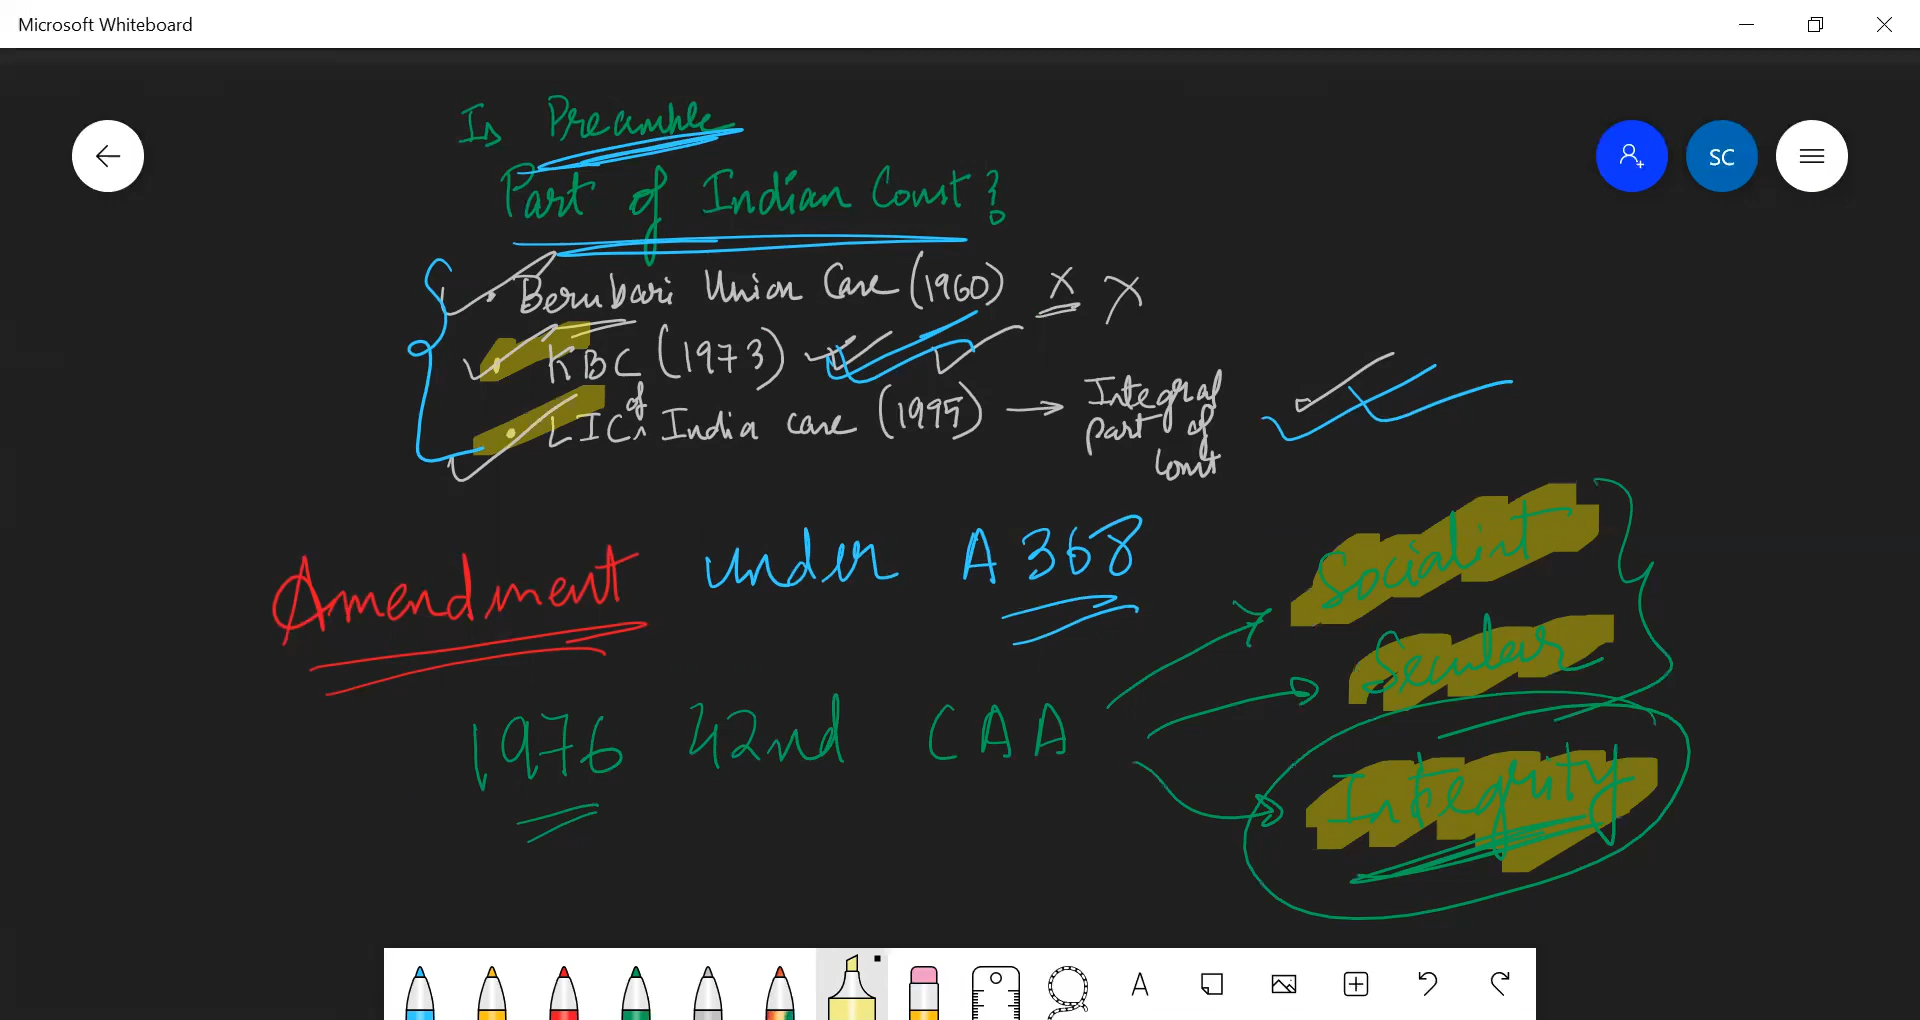 Microsoft Whiteboard
SC
Is Preamble
Part of Indian Const?
Berubari Union Case (1960) X X
KBC (1973)
LIC of India case (1995) → Integral part of Const
Amendment under A 368
1976 42nd CAA
Socialist
Secular
Integrity
A